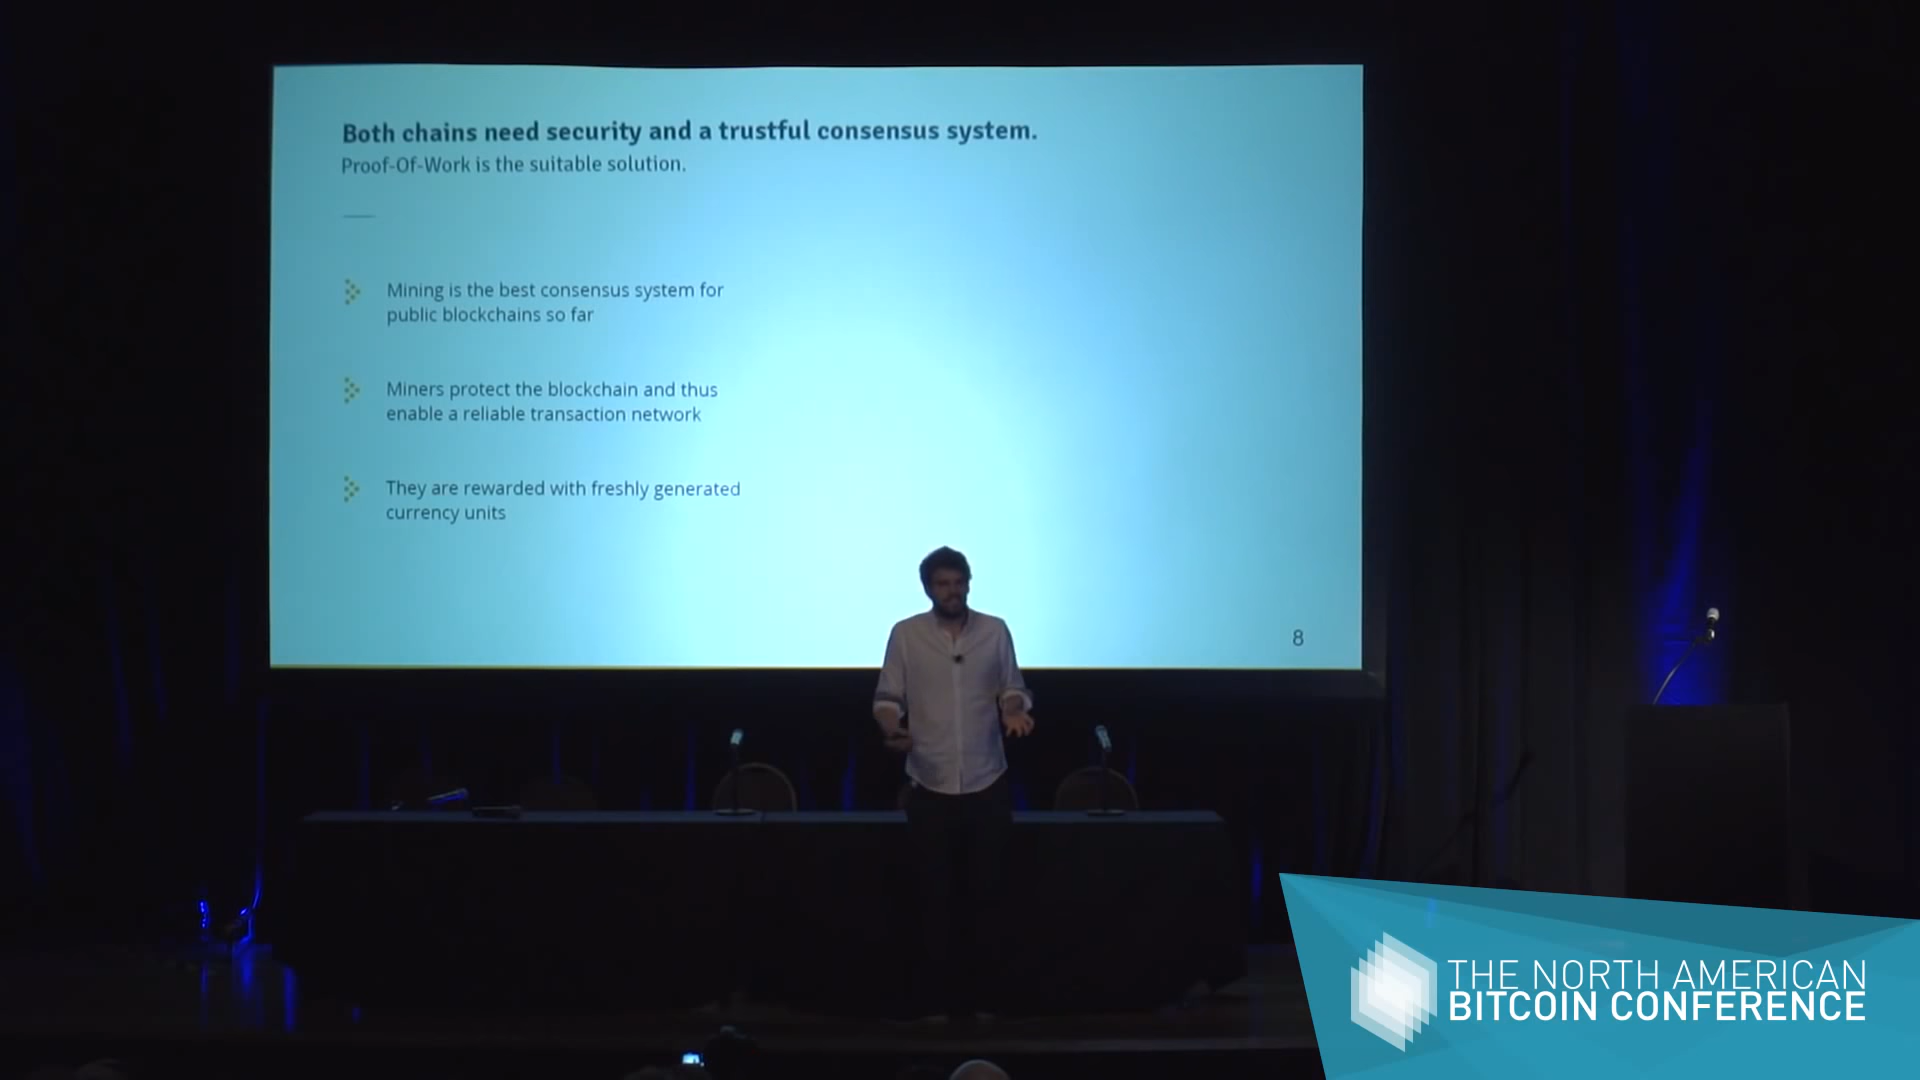 Both chains need security and a trustful consensus system.
Proof-Of-Work is the suitable solution.
Mining is the best consensus system for
public blockchains so far
Miners protect the blockchain and thus
enable a reliable transaction network
They are rewarded with freshly generated
currency units
8
THE NORTH AMERICAN
BITCOIN CONFERENCE